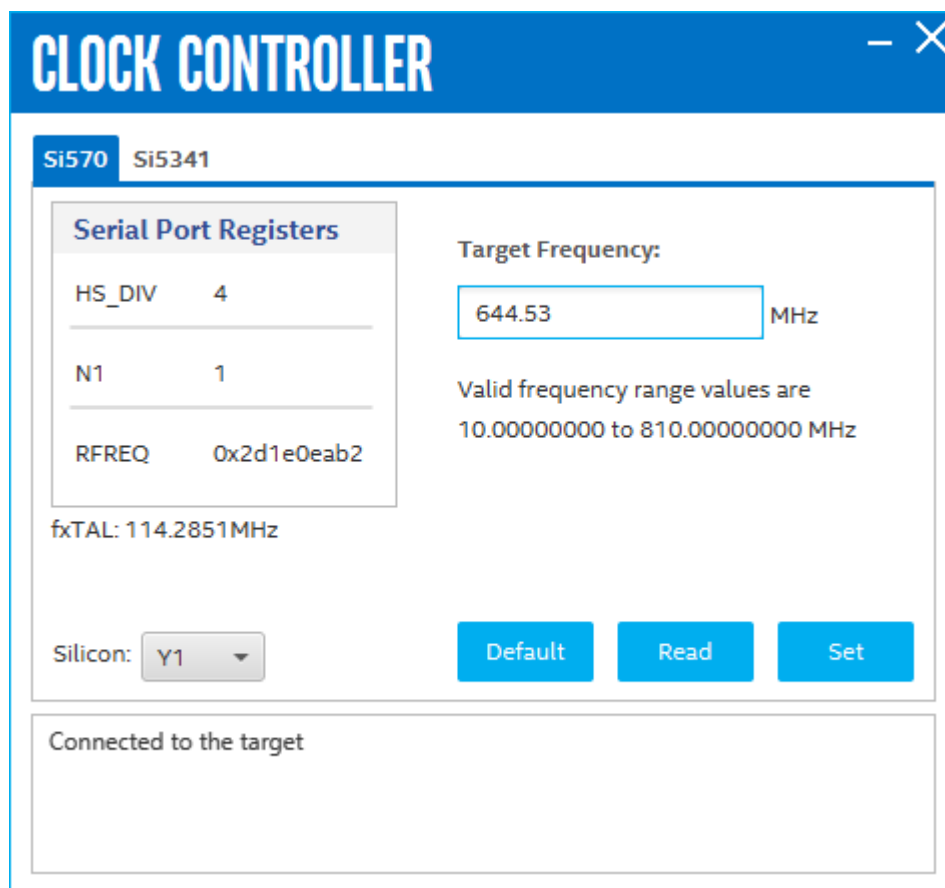 CLOCK CONTROLLER
Si570 Si5341
Serial Port Registers
HS_DIV 4
N1 1
RFREQ 0x2d1e0eab2
fxTAL: 114.2851MHz
Target Frequency:
644.53 MHz
Valid frequency range values are
10.00000000 to 810.00000000 MHz
Silicon: Y1
Default Read Set
Connected to the target